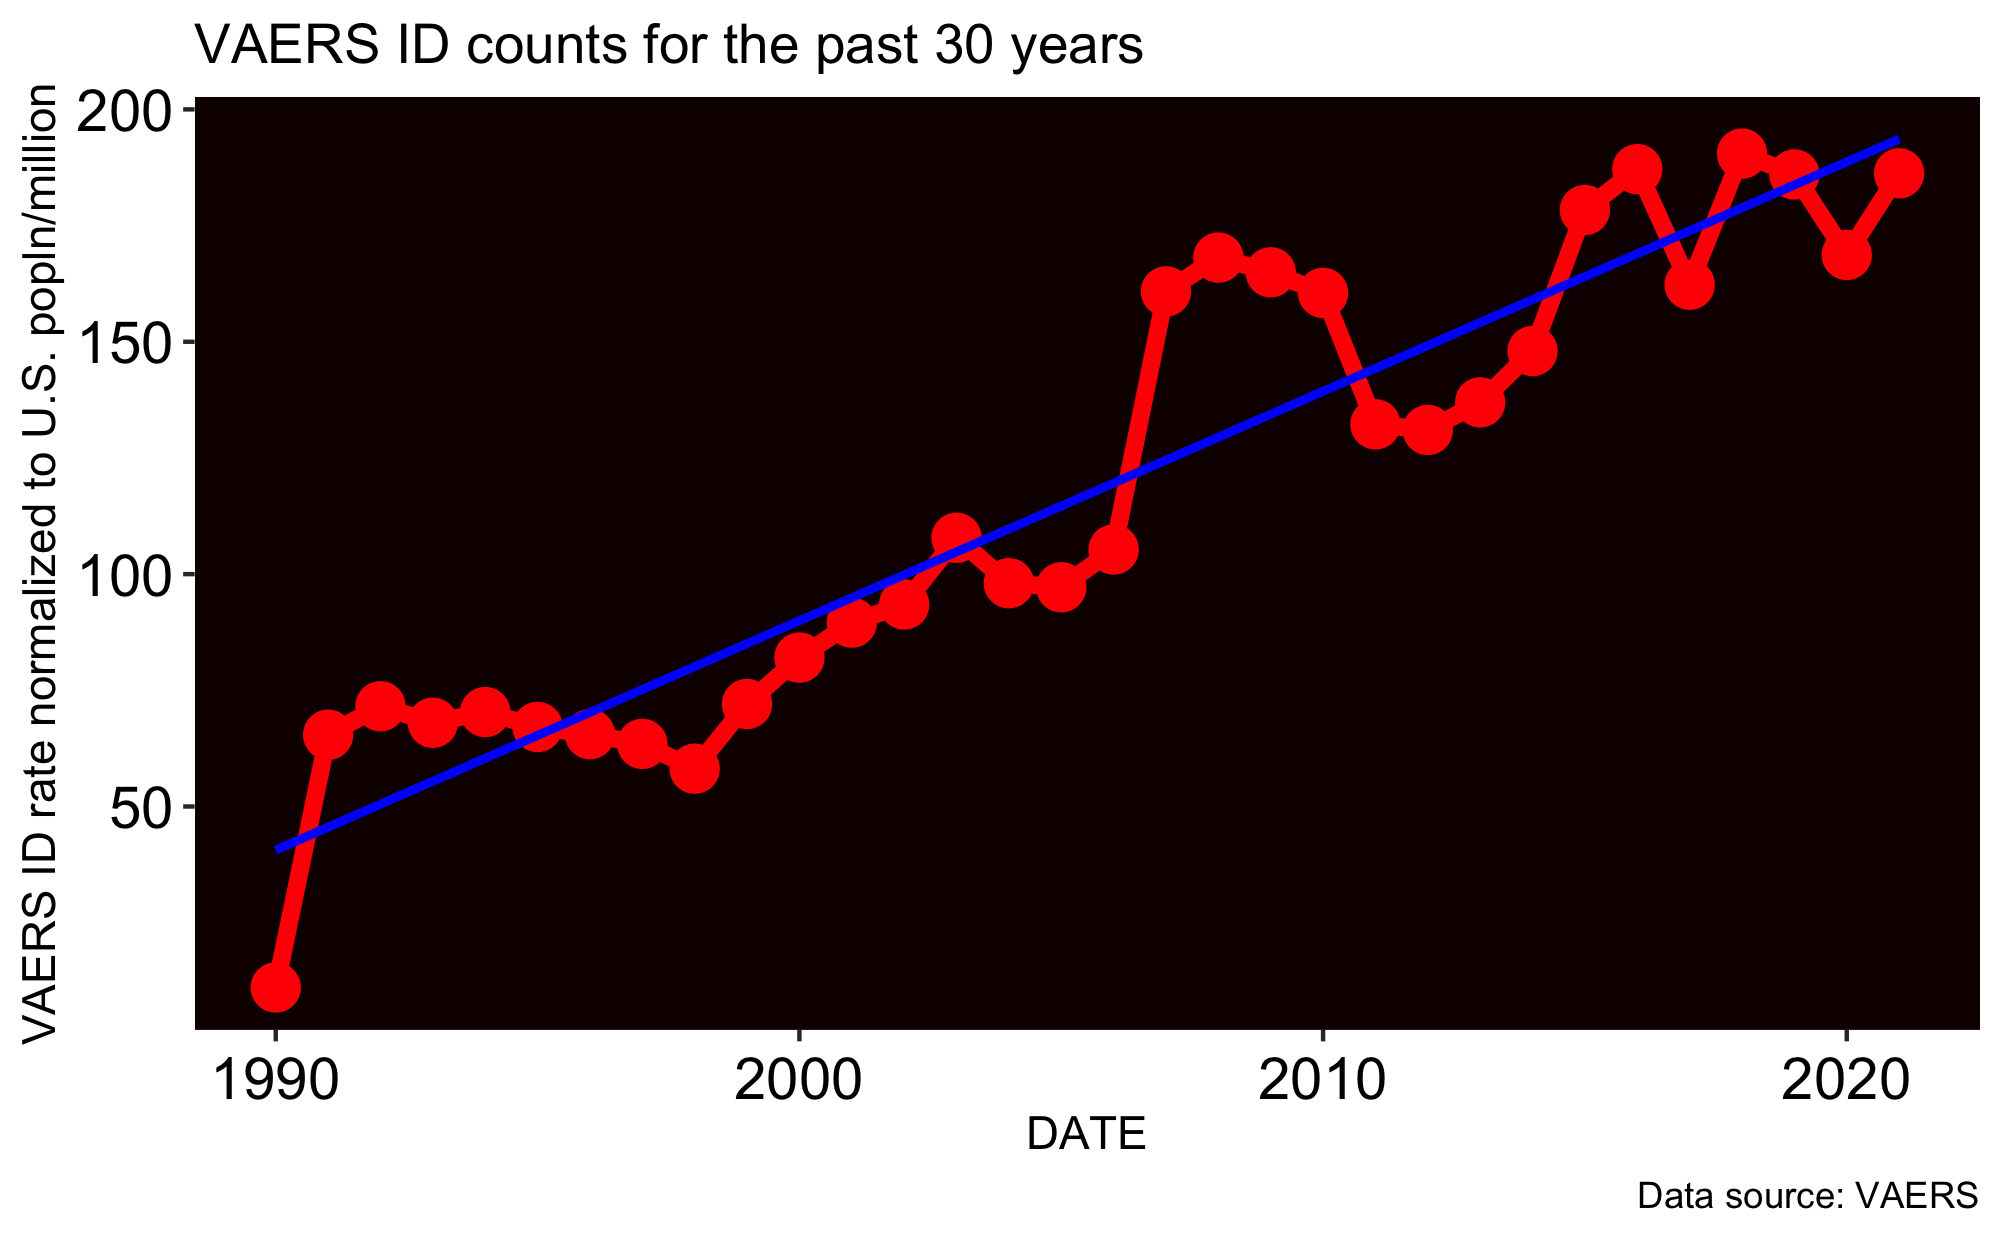 VAERS ID counts for the past 30 years
VAERS ID rate normalized to U.S. popln/million
200
150
100
50
1990
2000
2010
2020
DATE
Data source: VAERS